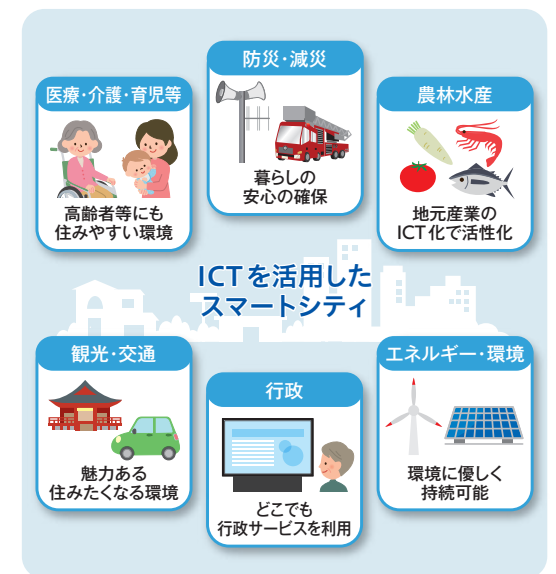 医療・介護・育児等
高齢者等にも
住みやすい環境
防災・減災
暮らしの
安心の確保
農林水産
地元産業の
ICT化で活性化
ICTを活用した
スマートシティ
観光・交通
魅力ある
住みたくなる環境
行政
どこでも
行政サービスを利用
エネルギー・環境
環境に優しく
持続可能